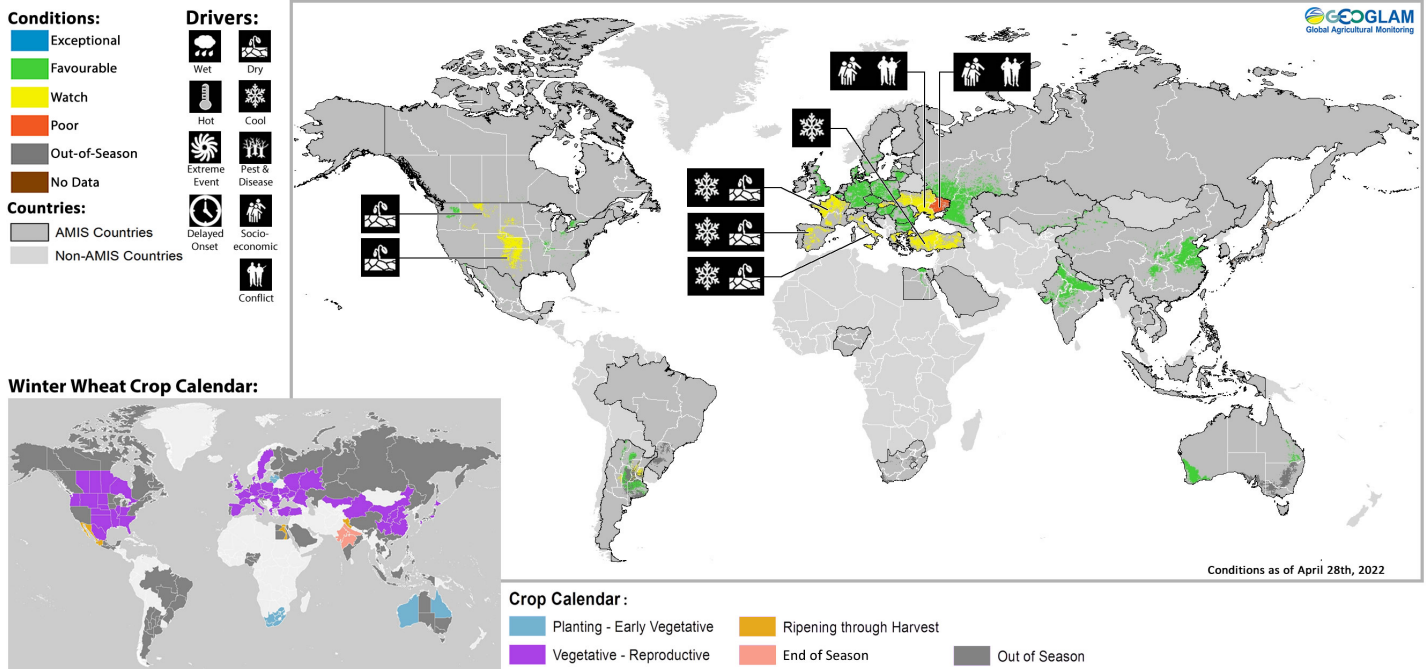 Conditions:
Exceptional
Favourable
Watch
Poor
Out-of-Season
No Data
Countries:
AMIS Countries
Non-AMIS Countries
Drivers:
Wet
Dry
Hot
Cool
Extreme
Event
Pest &
Disease
Delayed
Onset
Socio-
economic
Conflict
GEOGLAM
Global Agricultural Monitoring
Conditions as of April 28th, 2022
Winter Wheat Crop Calendar:
Crop Calendar :
Planting - Early Vegetative
Ripening through Harvest
Vegetative - Reproductive
End of Season
Out of Season